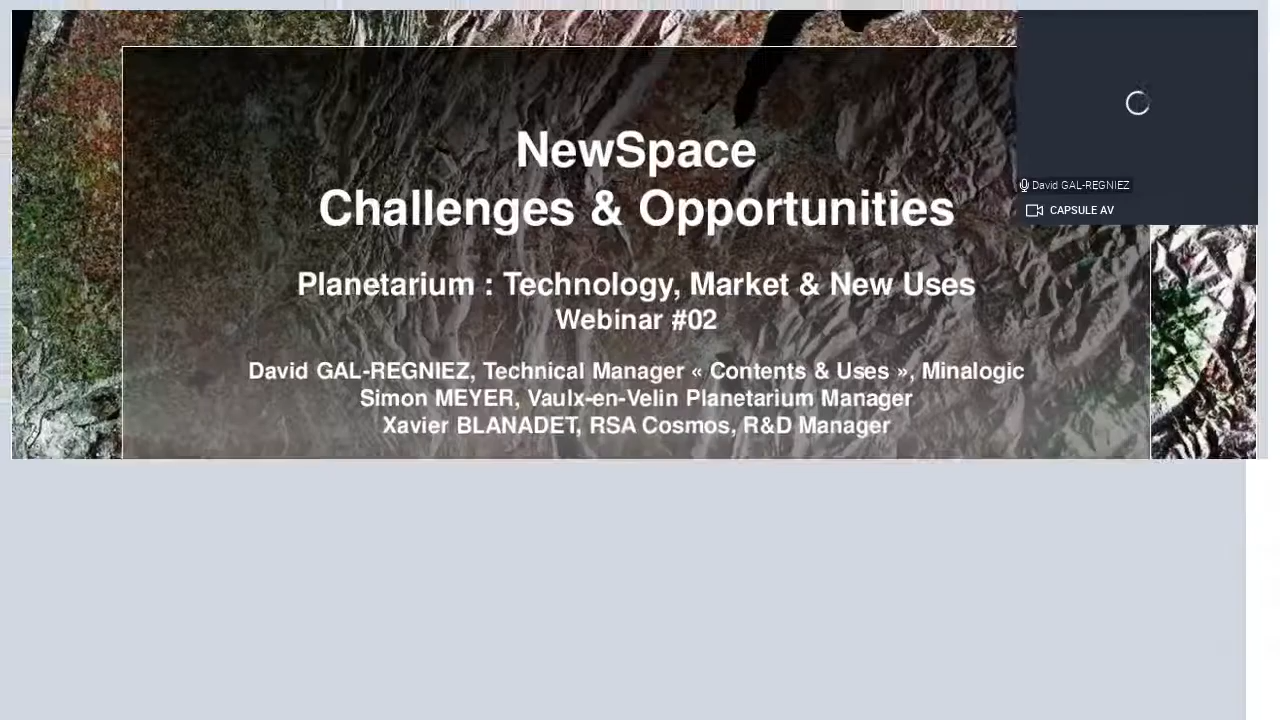 NewSpace
Challenges & Opportunities
Planetarium : Technology, Market & New Uses
Webinar #02
David GAL-REGNIEZ, Technical Manager « Contents & Uses », Minalogic
Simon MEYER, Vaulx-en-Velin Planetarium Manager
Xavier BLANADET, RSA Cosmos, R&D Manager
David GAL-REGNIEZ
CAPSULE AV